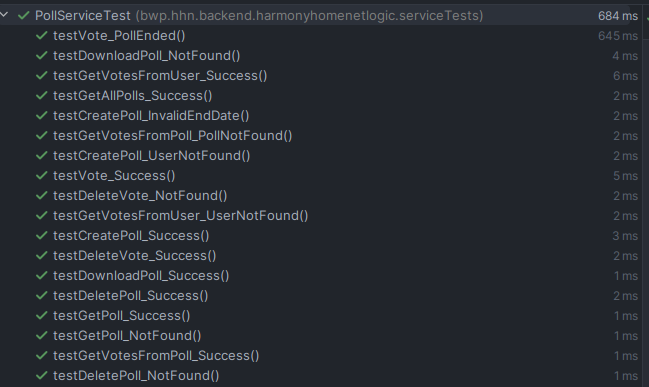 PollServiceTest (bwp.hhn.backend.harmonyhomenetlogic.serviceTests) 684 ms
testVote_PollEnded() 645 ms
testDownloadPoll_NotFound() 4 ms
testGetVotesFromUser_Success() 6 ms
testGetAllPolls_Success() 2 ms
testCreatePoll_InvalidEndDate() 2 ms
testGetVotesFromPoll_PollNotFound() 2 ms
testCreatePoll_UserNotFound() 2 ms
testVote_Success() 5 ms
testDeleteVote_NotFound() 2 ms
testGetVotesFromUser_UserNotFound() 2 ms
testCreatePoll_Success() 3 ms
testDeleteVote_Success() 2 ms
testDownloadPoll_Success() 1 ms
testDeletePoll_Success() 2 ms
testGetPoll_Success() 1 ms
testGetPoll_NotFound() 1 ms
testGetVotesFromPoll_Success() 1 ms
testDeletePoll_NotFound() 1 ms